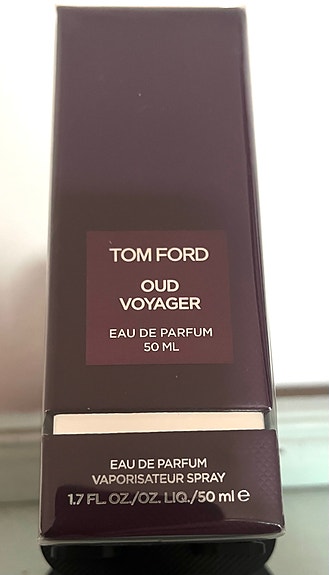 TOM FORD
OUD
VOYAGER
EAU DE PARFUM
50 ML
EAU DE PARFUM
VAPORISATEUR SPRAY
1.7 FL. OZ./OZ. LIQ./50 ml e